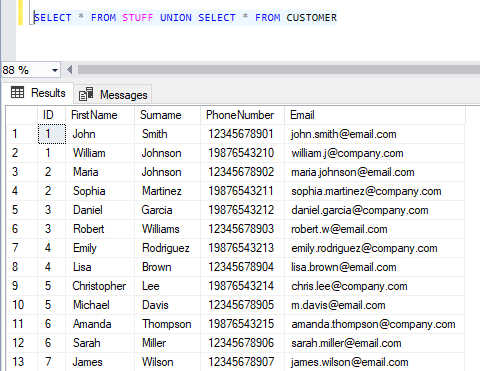 SELECT * FROM STUFF UNION SELECT * FROM CUSTOMER
88 %
Results Messages
ID FirstName Surname PhoneNumber Email
1 1 John Smith 12345678901 john.smith@email.com
2 1 William Johnson 19876543210 william.j@company.com
3 2 Maria Johnson 12345678902 maria.johnson@email.com
4 2 Sophia Martinez 19876543211 sophia.martinez@company.com
5 3 Daniel Garcia 19876543212 daniel.garcia@company.com
6 3 Robert Williams 12345678903 robert.w@email.com
7 4 Emily Rodriguez 19876543213 emily.rodriguez@company.com
8 4 Lisa Brown 12345678904 lisa.brown@email.com
9 5 Christopher Lee 19876543214 chris.lee@company.com
10 5 Michael Davis 12345678905 m.davis@email.com
11 6 Amanda Thompson 19876543215 amanda.thompson@company.com
12 6 Sarah Miller 12345678906 sarah.miller@email.com
13 7 James Wilson 12345678907 james.wilson@email.com